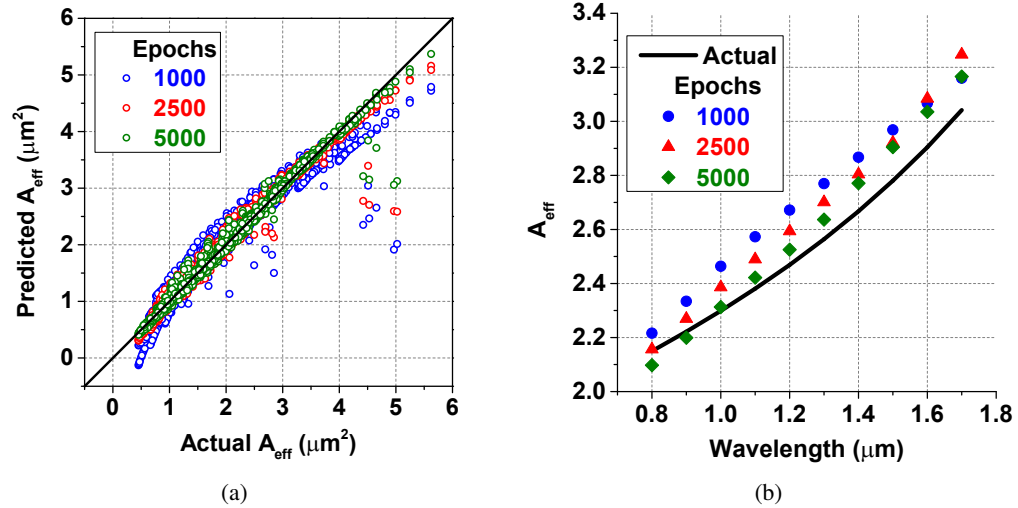 6
5
4
3
2
1
0
Predicted A_eff (μm²)
Epochs
1000
2500
5000
0 1 2 3 4 5 6
Actual A_eff (μm²)
(a)
3.4
3.2
3.0
2.8
2.6
2.4
2.2
2.0
A_eff
Actual
Epochs
1000
2500
5000
0.8 1.0 1.2 1.4 1.6 1.8
Wavelength (μm)
(b)